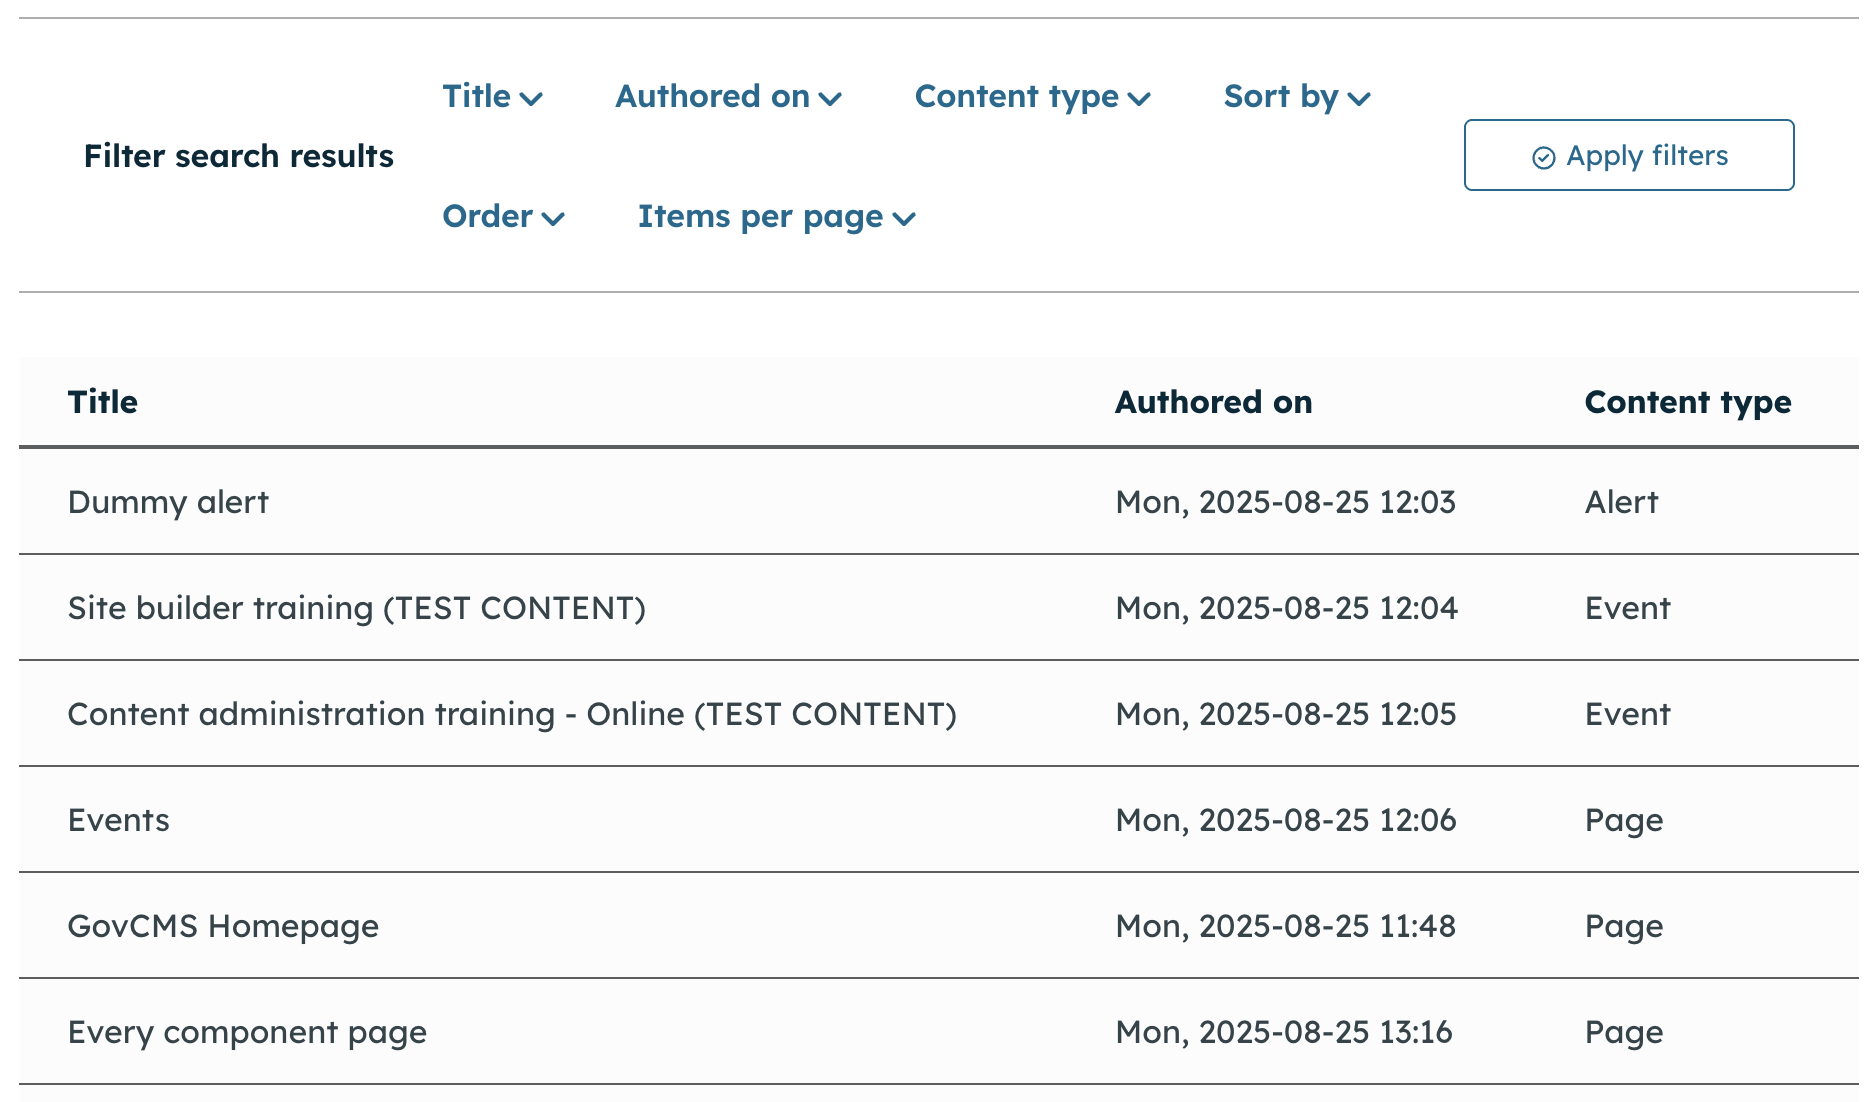 Title Authored on Content type Sort by
Filter search results
Apply filters
Order Items per page
Title Authored on Content type
Dummy alert Mon, 2025-08-25 12:03 Alert
Site builder training (TEST CONTENT) Mon, 2025-08-25 12:04 Event
Content administration training - Online (TEST CONTENT) Mon, 2025-08-25 12:05 Event
Events Mon, 2025-08-25 12:06 Page
GovCMS Homepage Mon, 2025-08-25 11:48 Page
Every component page Mon, 2025-08-25 13:16 Page